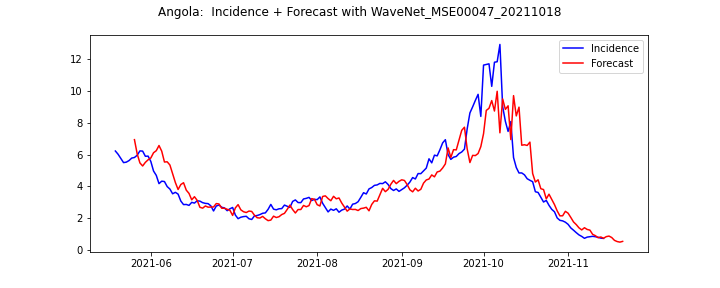 Angola:  Incidence + Forecast with WaveNet_MSE00047_20211018
Incidence
Forecast
12
10
8
6
4
2
0
2021-06 2021-07 2021-08 2021-09 2021-10 2021-11